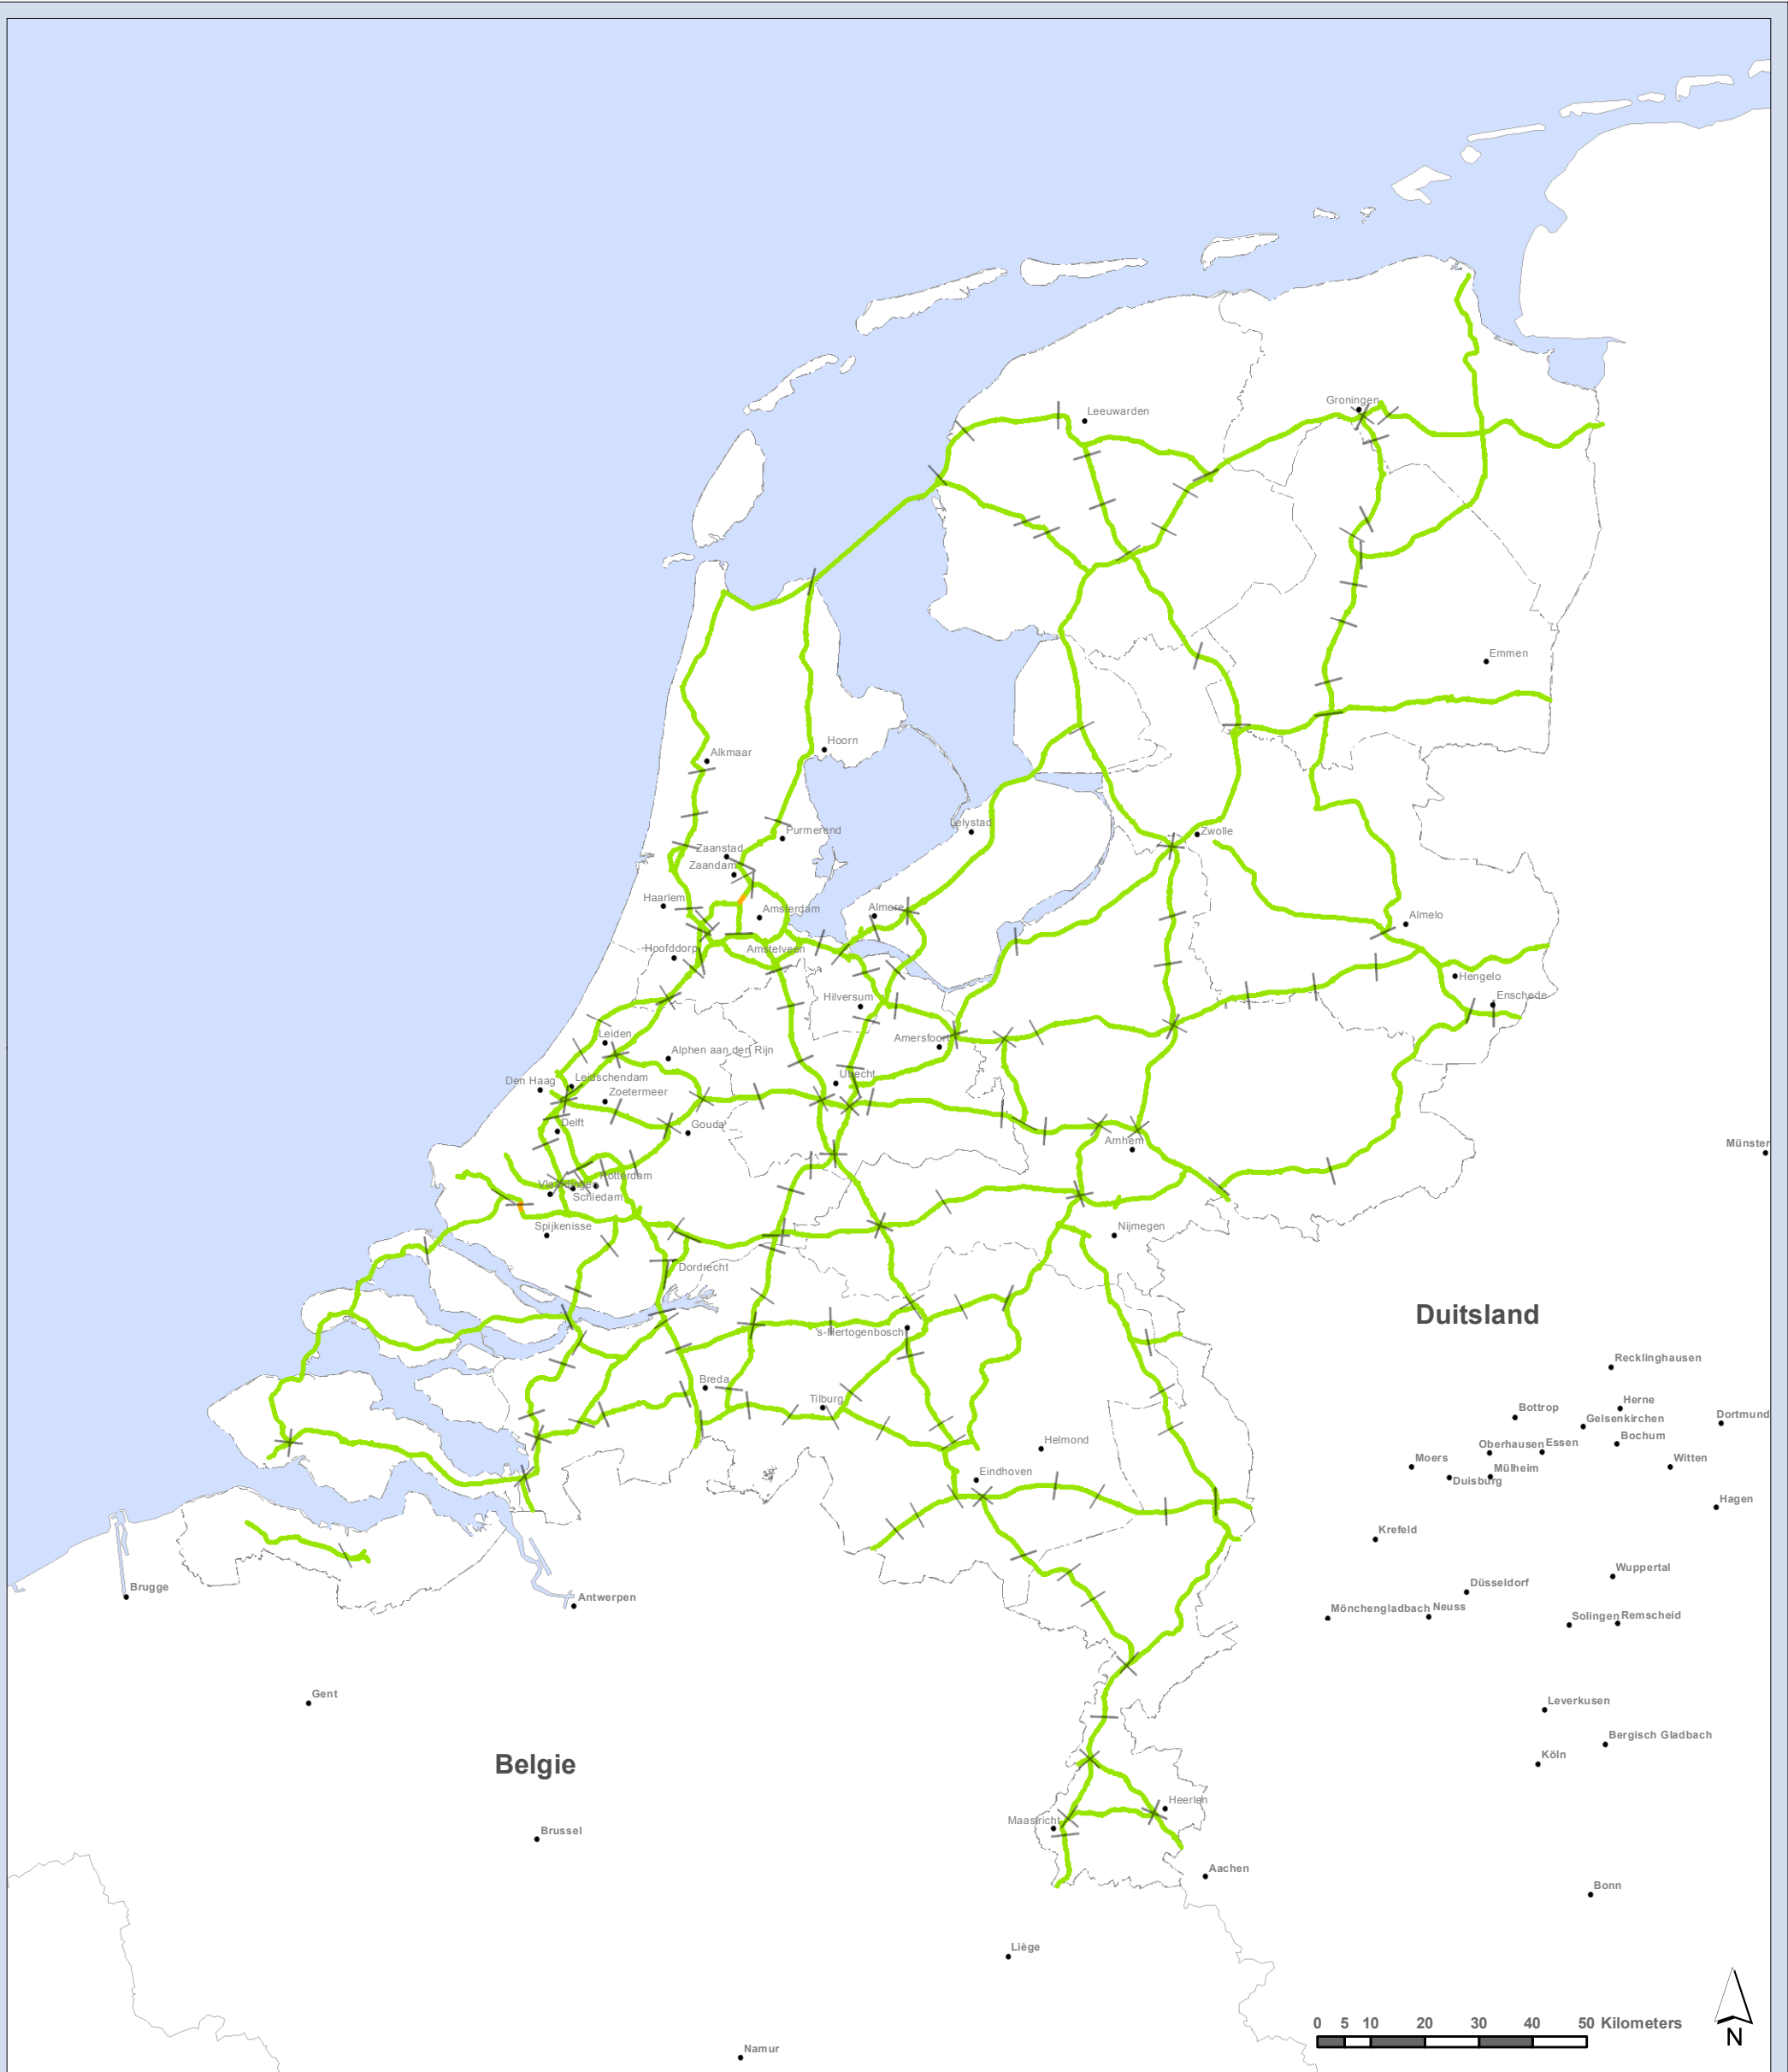 Groningen
Leeuwarden
Emmen
Hoorn
Alkmaar
Lelystad
Purmerend
Zwolle
Zaanstad
Zaandam
Haarlem
Amsterdam
Almere
Almelo
Hoofddorp
Amstelveen
Hengelo
Hilversum
Enschede
Leiden
Amersfoort
Alphen aan den Rijn
Utrecht
Den Haag
Leidschendam
Zoetermeer
Delft
Gouda
Arnhem
Münster
Rotterdam
Schiedam
Spijkenisse
Nijmegen
Dordrecht
Duitsland
's-Hertogenbosch
Recklinghausen
Breda
Tilburg
Herne
Bottrop
Gelsenkirchen
Dortmund
Helmond
Oberhausen
Essen
Bochum
Moers
Mülheim
Witten
Eindhoven
Duisburg
Hagen
Krefeld
Wuppertal
Brugge
Düsseldorf
Antwerpen
Mönchengladbach
Neuss
Solingen
Remscheid
Gent
Leverkusen
Bergisch Gladbach
Belgie
Köln
Heerlen
Maastricht
Brussel
Aachen
Bonn
Liège
0 5 10 20 30 40 50 Kilometers
N
Namur